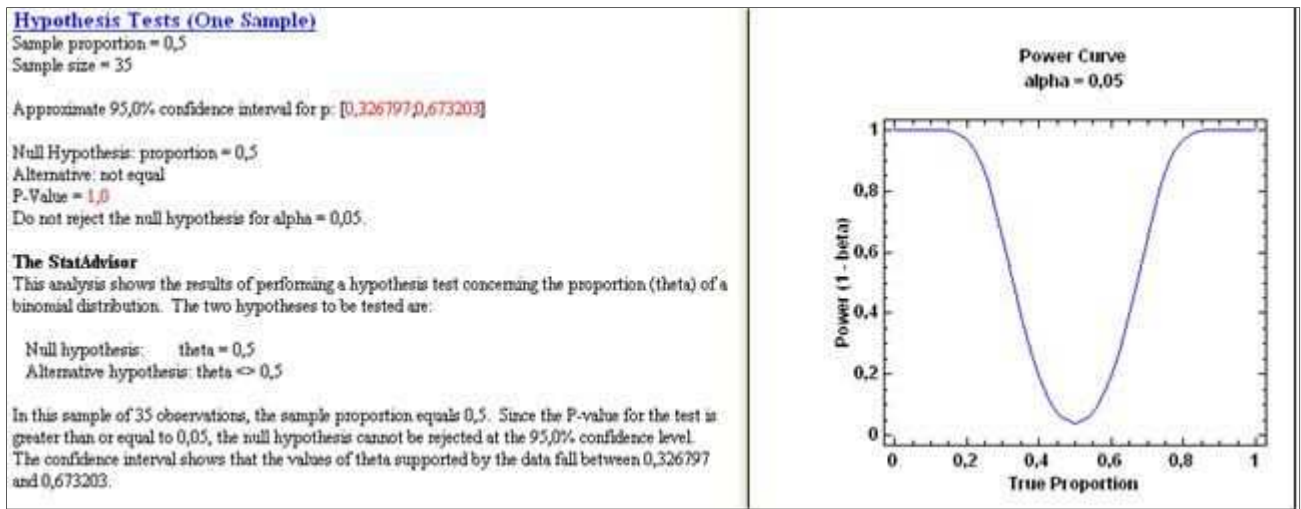 Hypothesis Tests (One Sample)
Sample proportion = 0,5
Sample size = 35
Approximate 95,0% confidence interval for p: [0,326797;0,673203]
Null Hypothesis: proportion = 0,5
Alternative: not equal
P-Value = 1,0
Do not reject the null hypothesis for alpha = 0,05.
The StatAdvisor
This analysis shows the results of performing a hypothesis test concerning the proportion (theta) of a
binomial distribution. The two hypotheses to be tested are:
Null hypothesis: theta = 0,5
Alternative hypothesis: theta <> 0,5
In this sample of 35 observations, the sample proportion equals 0,5. Since the P-value for the test is
greater than or equal to 0,05, the null hypothesis cannot be rejected at the 95,0% confidence level.
The confidence interval shows that the values of theta supported by the data fall between 0,326797
and 0,673203.
Power Curve
alpha = 0,05
Power (1 - beta)
1
0,8
0,6
0,4
0,2
0
0 0,2 0,4 0,6 0,8 1
True Proportion